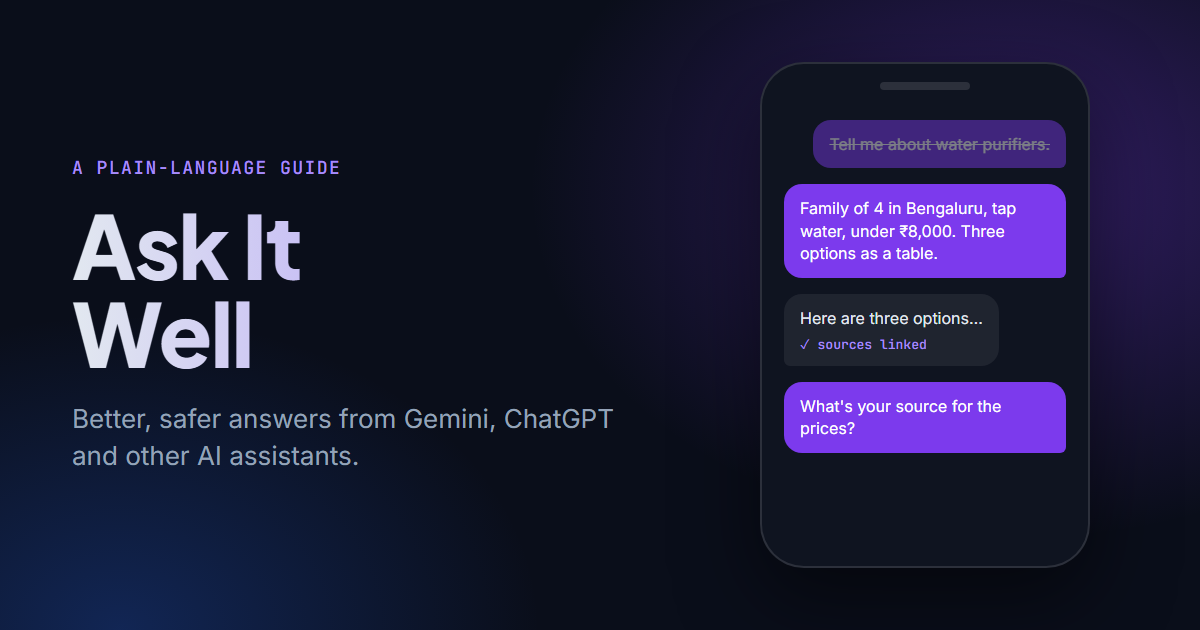 A PLAIN-LANGUAGE GUIDE
Ask It
Well
Better, safer answers from Gemini, ChatGPT
and other AI assistants.
Tell me about water purifiers.
Family of 4 in Bengaluru, tap
water, under ₹8,000. Three
options as a table.
Here are three options...
✓ sources linked
What's your source for the
prices?